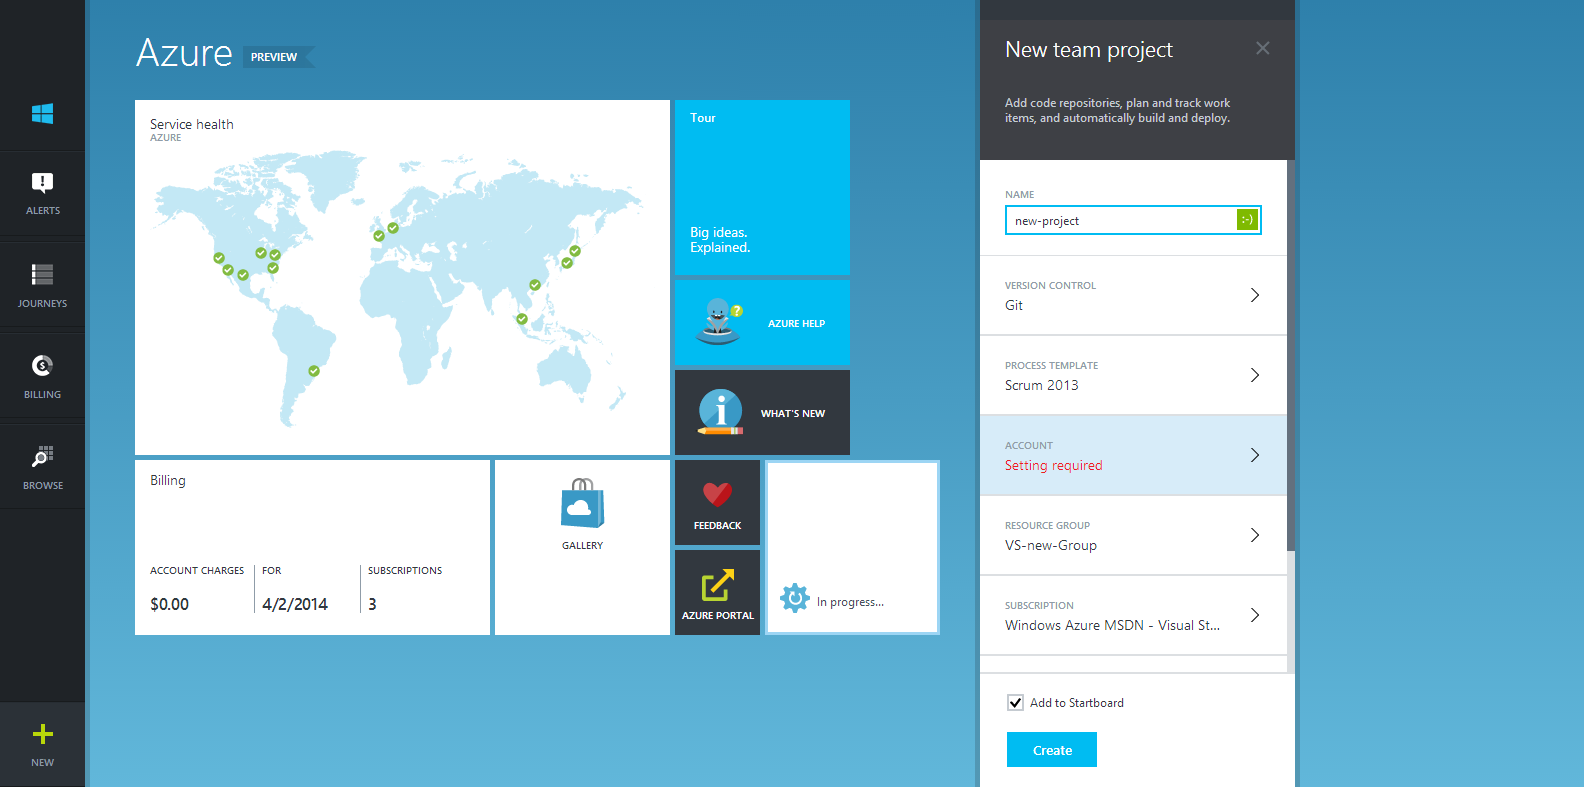 ALERTS
JOURNEYS
BILLING
BROWSE
NEW
Azure
PREVIEW
Service health
AZURE
Tour
Big ideas.
Explained.
?
AZURE HELP
WHAT'S NEW
Billing
ACCOUNT CHARGES
FOR
SUBSCRIPTIONS
$0.00
4/2/2014
3
GALLERY
FEEDBACK
AZURE PORTAL
In progress...
New team project
Add code repositories, plan and track work
items, and automatically build and deploy.
NAME
new-project
:-)
VERSION CONTROL
Git
PROCESS TEMPLATE
Scrum 2013
ACCOUNT
Setting required
RESOURCE GROUP
VS-new-Group
SUBSCRIPTION
Windows Azure MSDN - Visual St...
Add to Startboard
Create